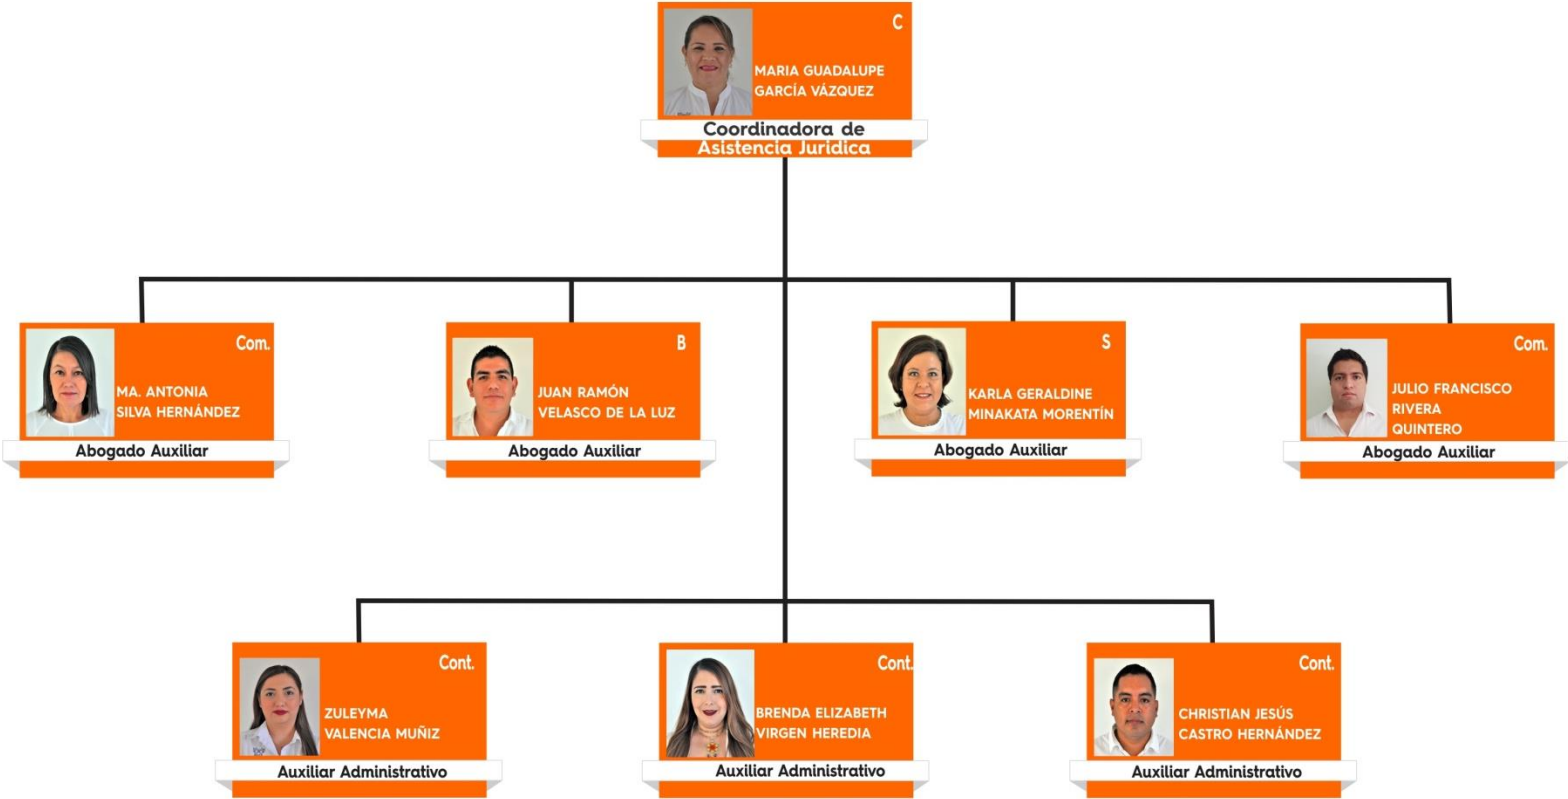 C
MARIA GUADALUPE
GARCÍA VÁZQUEZ
Coordinadora de
Asistencia Juridica
Com.
MA. ANTONIA
SILVA HERNÁNDEZ
Abogado Auxiliar
B
JUAN RAMÓN
VELASCO DE LA LUZ
Abogado Auxiliar
S
KARLA GERALDINE
MINAKATA MORENTÍN
Abogado Auxiliar
Com.
JULIO FRANCISCO
RIVERA
QUINTERO
Abogado Auxiliar
Cont.
ZULEYMA
VALENCIA MUÑIZ
Auxiliar Administrativo
Cont.
BRENDA ELIZABETH
VIRGEN HEREDIA
Auxiliar Administrativo
Cont.
CHRISTIAN JESÚS
CASTRO HERNÁNDEZ
Auxiliar Administrativo